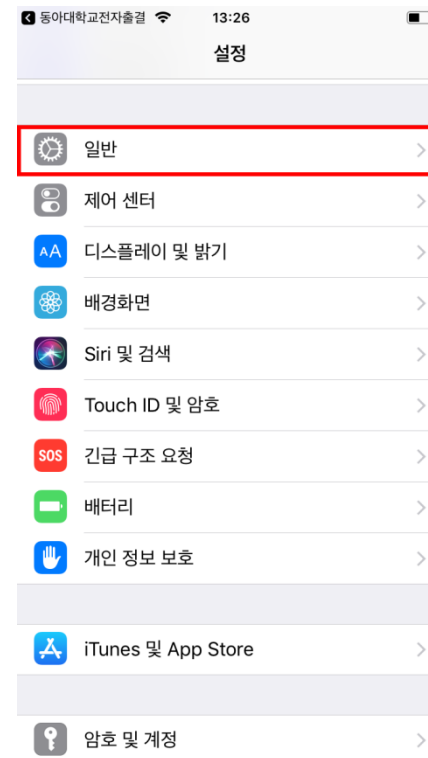 동아대학교전자출결 13:26
설정
일반
제어 센터
AA 디스플레이 및 밝기
배경화면
Siri 및 검색
Touch ID 및 암호
SOS 긴급 구조 요청
배터리
개인 정보 보호
iTunes 및 App Store
암호 및 계정